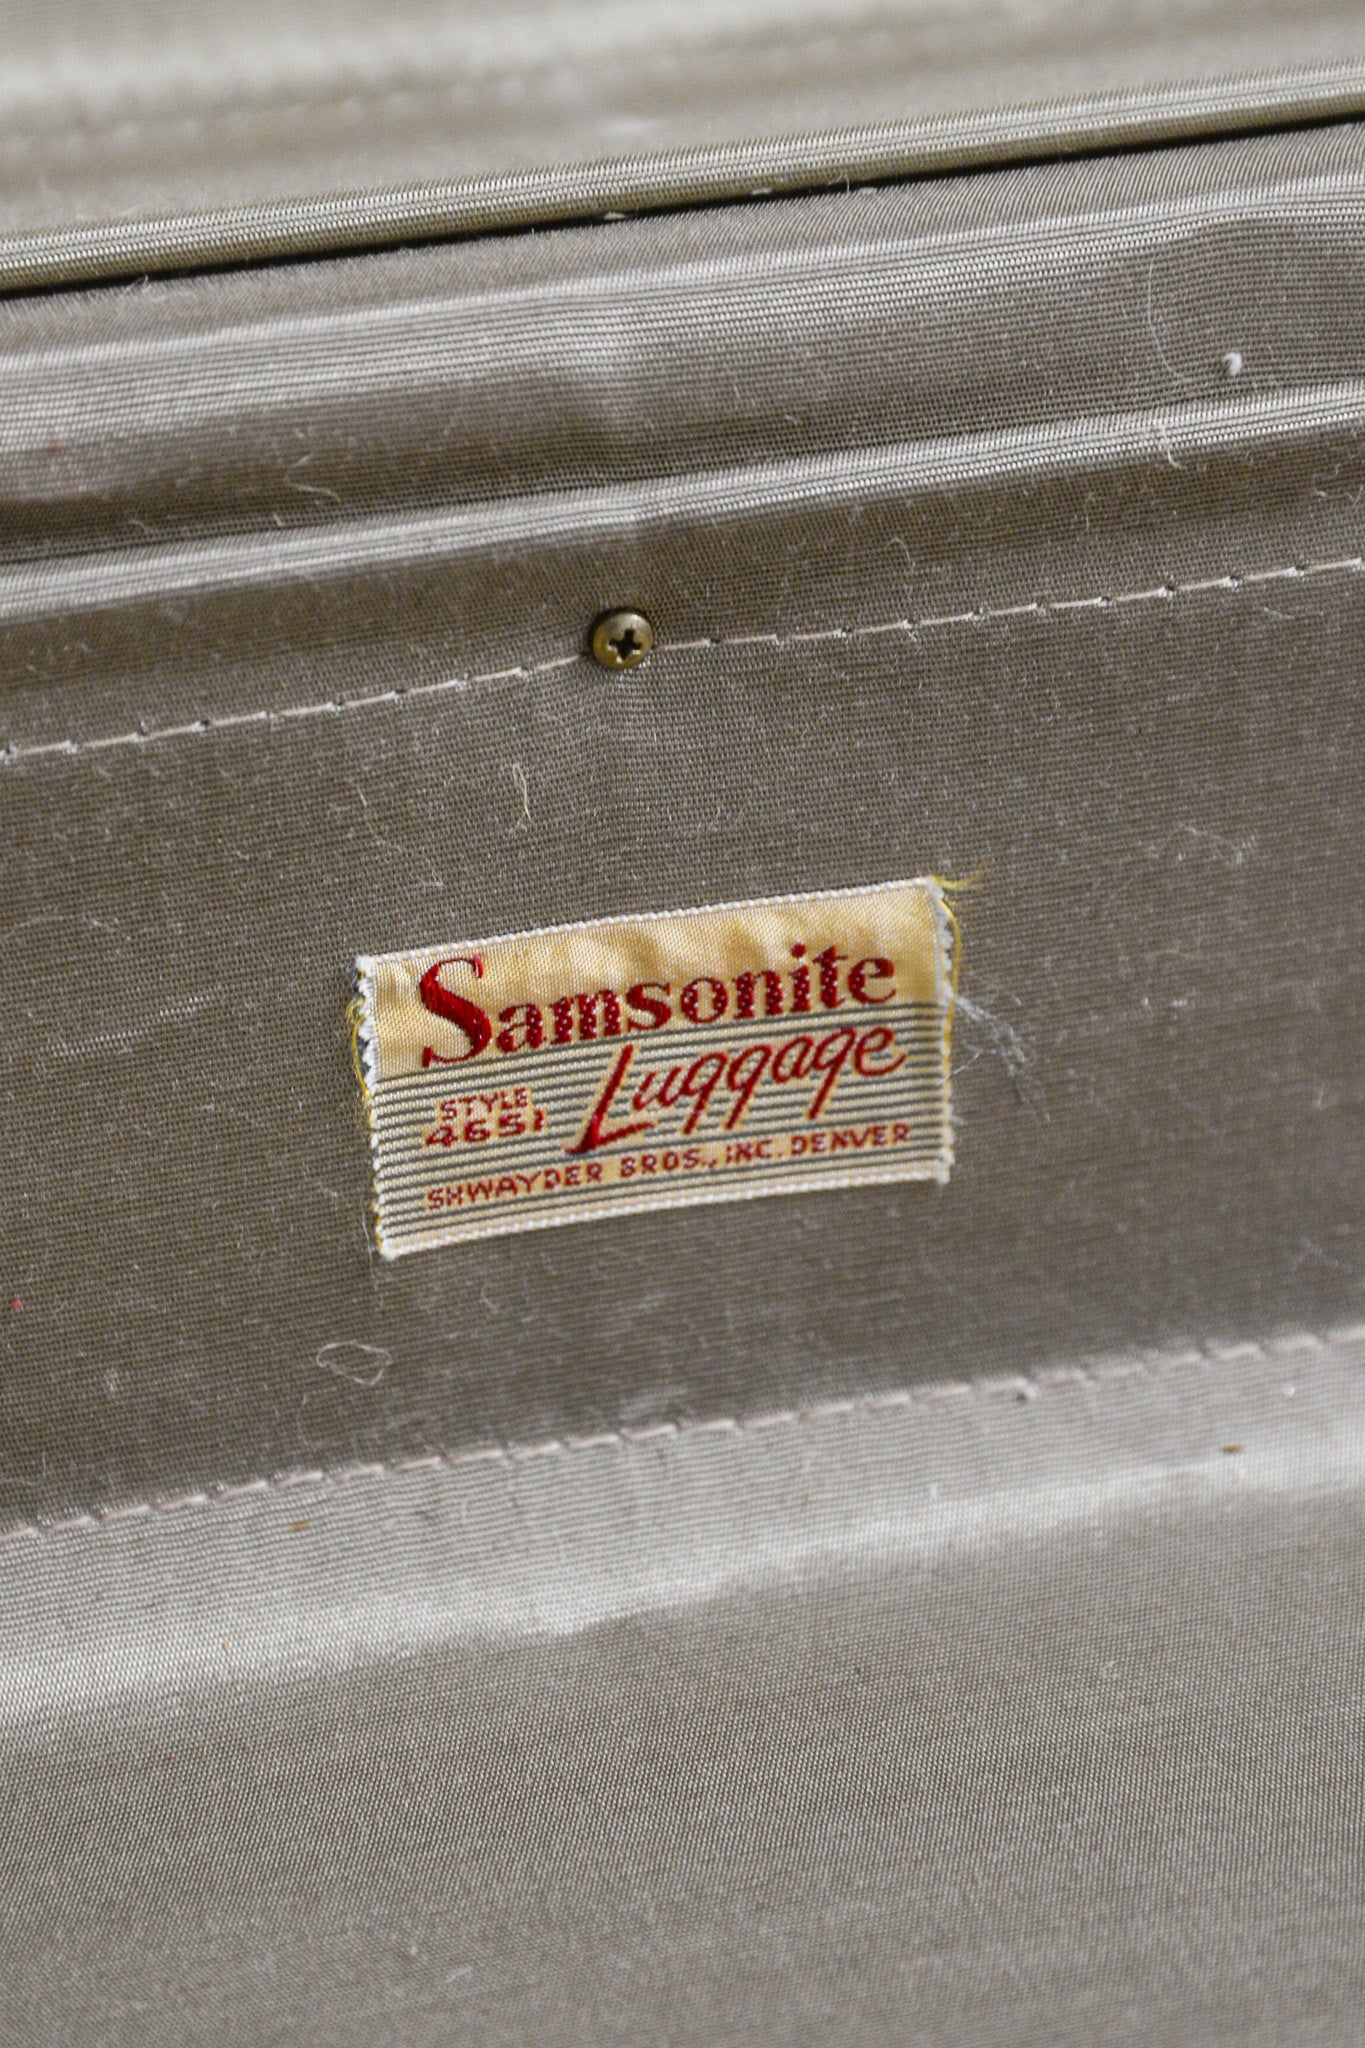 Samsonite
Luggage
STYLE
4651
SHWAYDER BROS., INC. DENVER